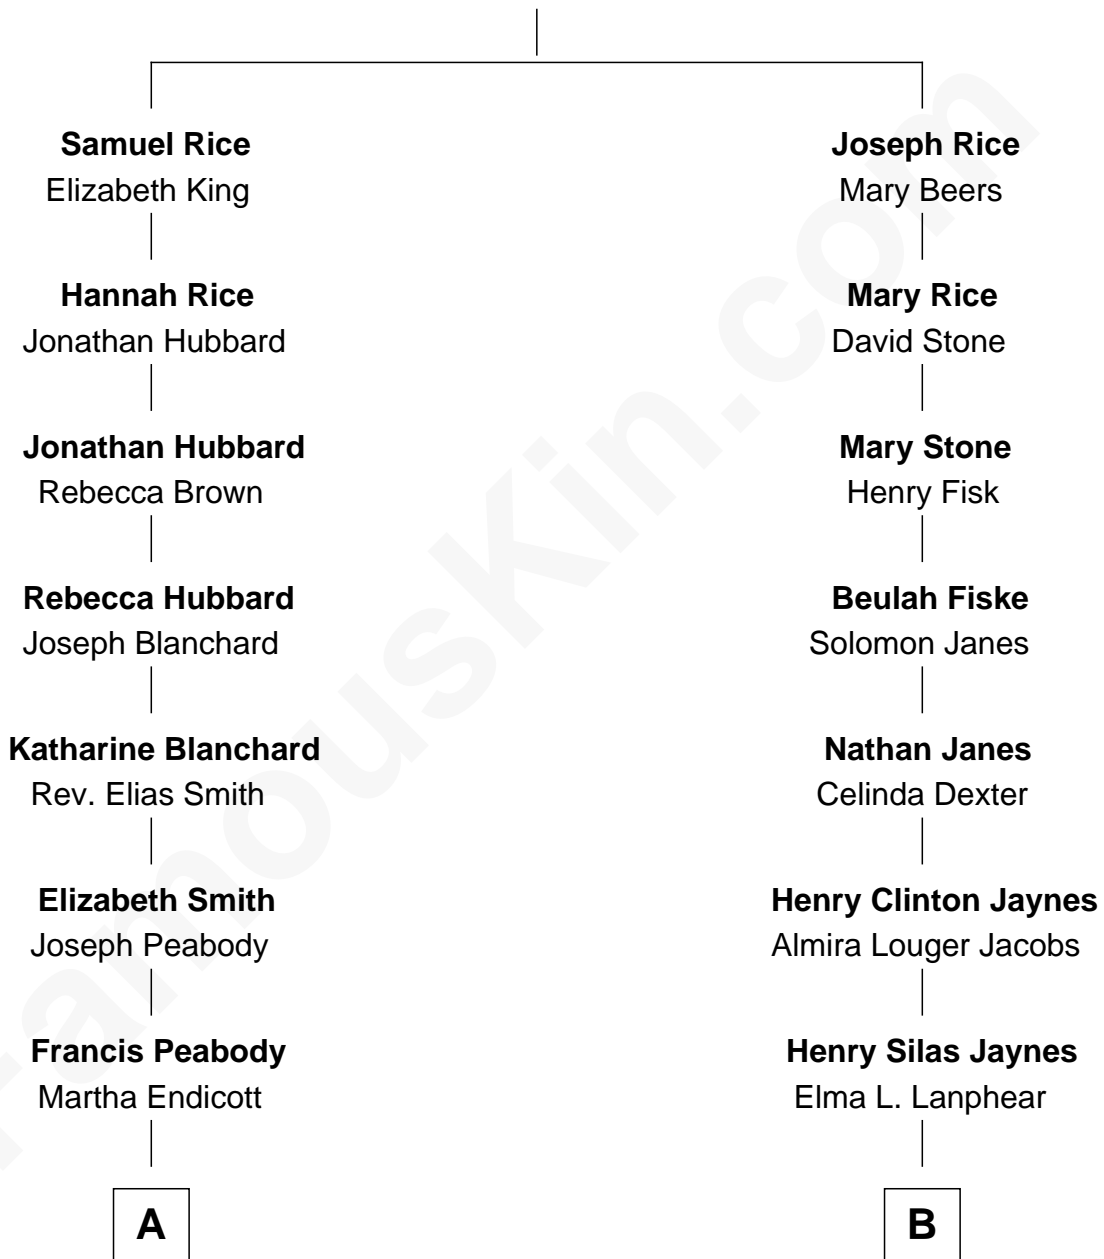 Samuel Rice
Elizabeth King
Joseph Rice
Mary Beers
Hannah Rice
Jonathan Hubbard
Mary Rice
David Stone
Jonathan Hubbard
Rebecca Brown
Mary Stone
Henry Fisk
Rebecca Hubbard
Joseph Blanchard
Beulah Fiske
Solomon Janes
Katharine Blanchard
Rev. Elias Smith
Nathan Janes
Celinda Dexter
Elizabeth Smith
Joseph Peabody
Henry Clinton Jaynes
Almira Louger Jacobs
Francis Peabody
Martha Endicott
Henry Silas Jaynes
Elma L. Lanphear
A
B
FamousKin.com